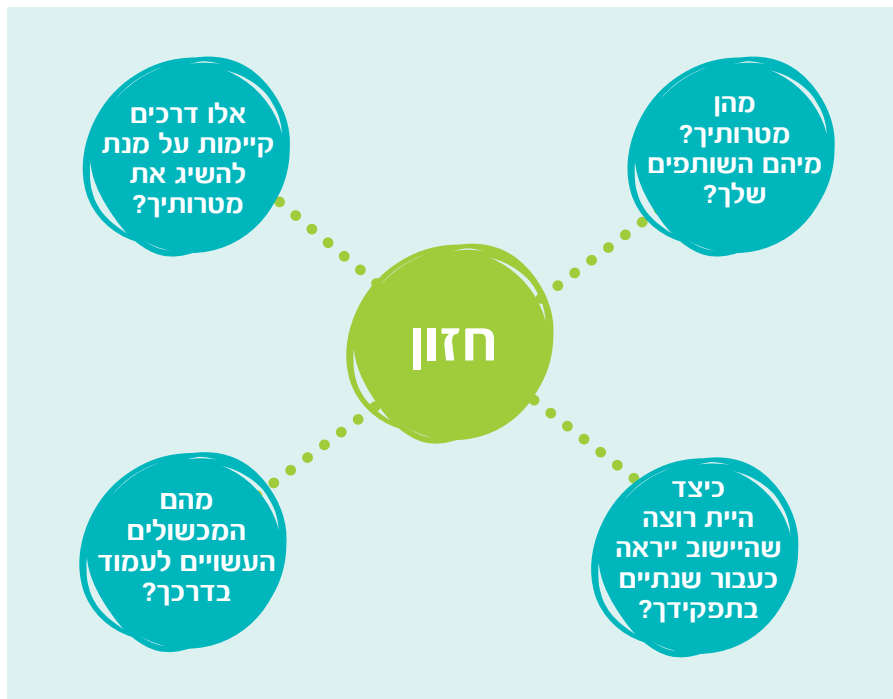 מהן
מטרותיך?
מיהם השותפים
שלך?
אלו דרכים
קיימות על מנת
להשיג את
מטרותיך?
חזון
כיצד
היית רוצה
שהיישוב ייראה
כעבור שנתיים
בתפקידך?
מהם
המכשולים
העשויים לעמוד
בדרכך?